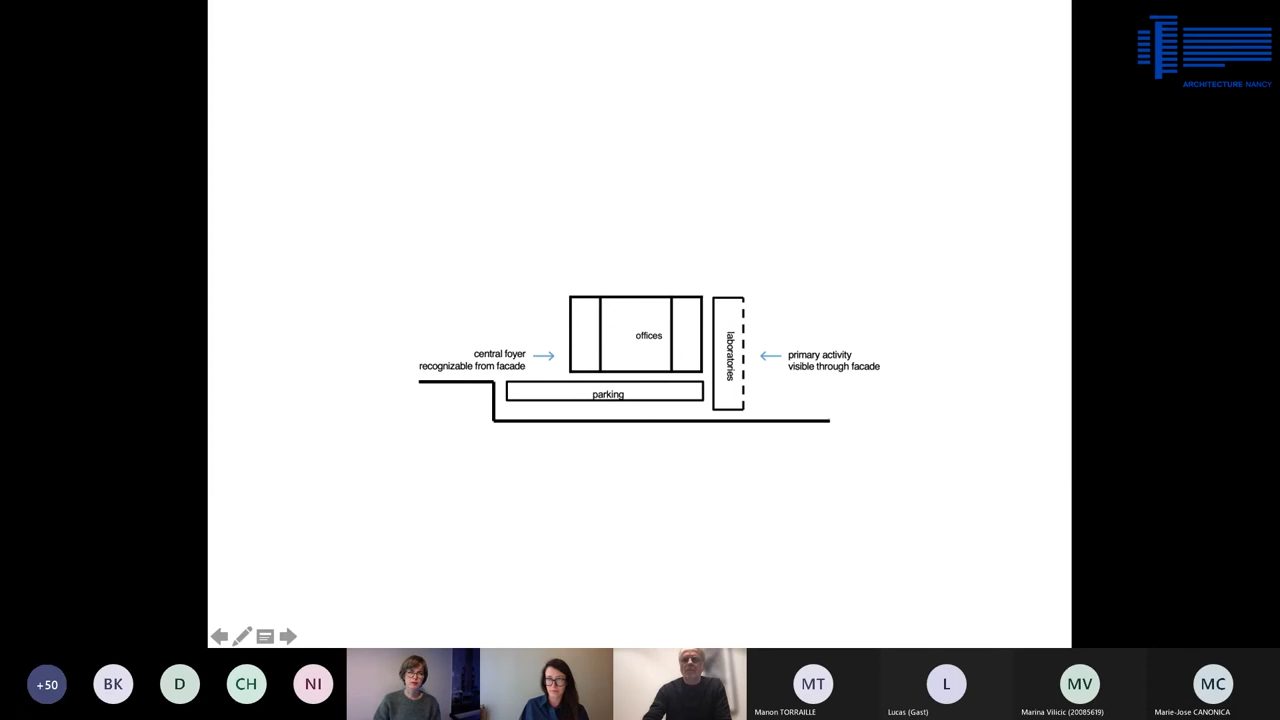 ARCHITECTURE NANCY
offices
laboratories
central foyer
recognizable from facade
primary activity
visible through facade
parking
+50
BK
D
CH
NI
MT
Manon TORRAILLE
L
Lucas (Gast)
MV
Marina Vilicic (20085619)
MC
Marie-Jose CANONICA